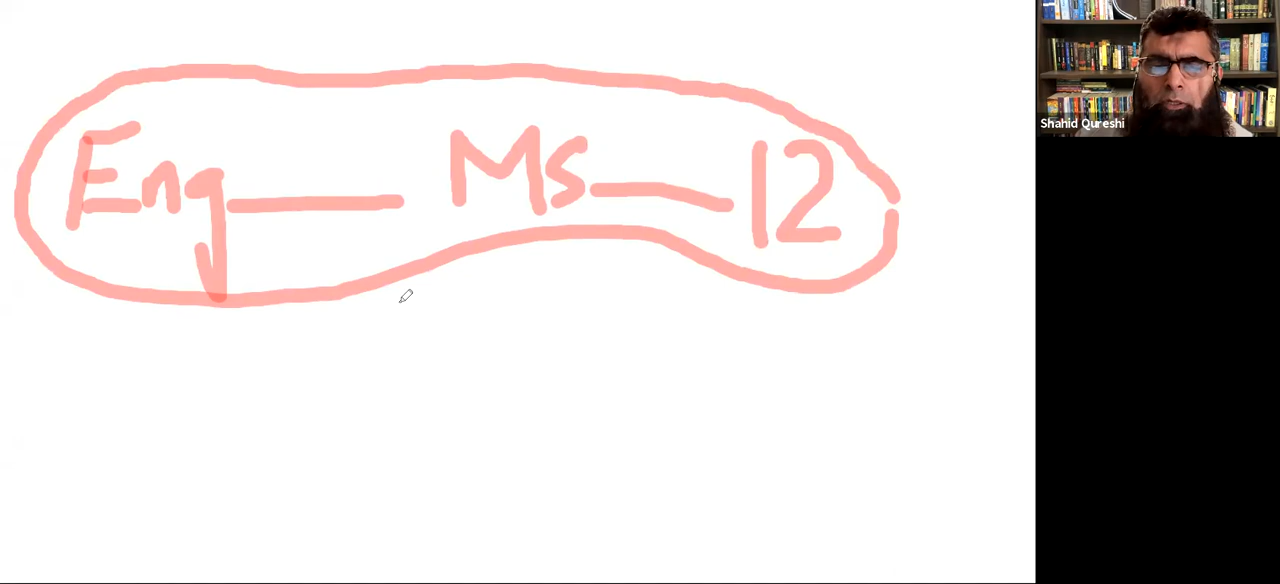 Eng — Ms — 12
Shahid Qureshi